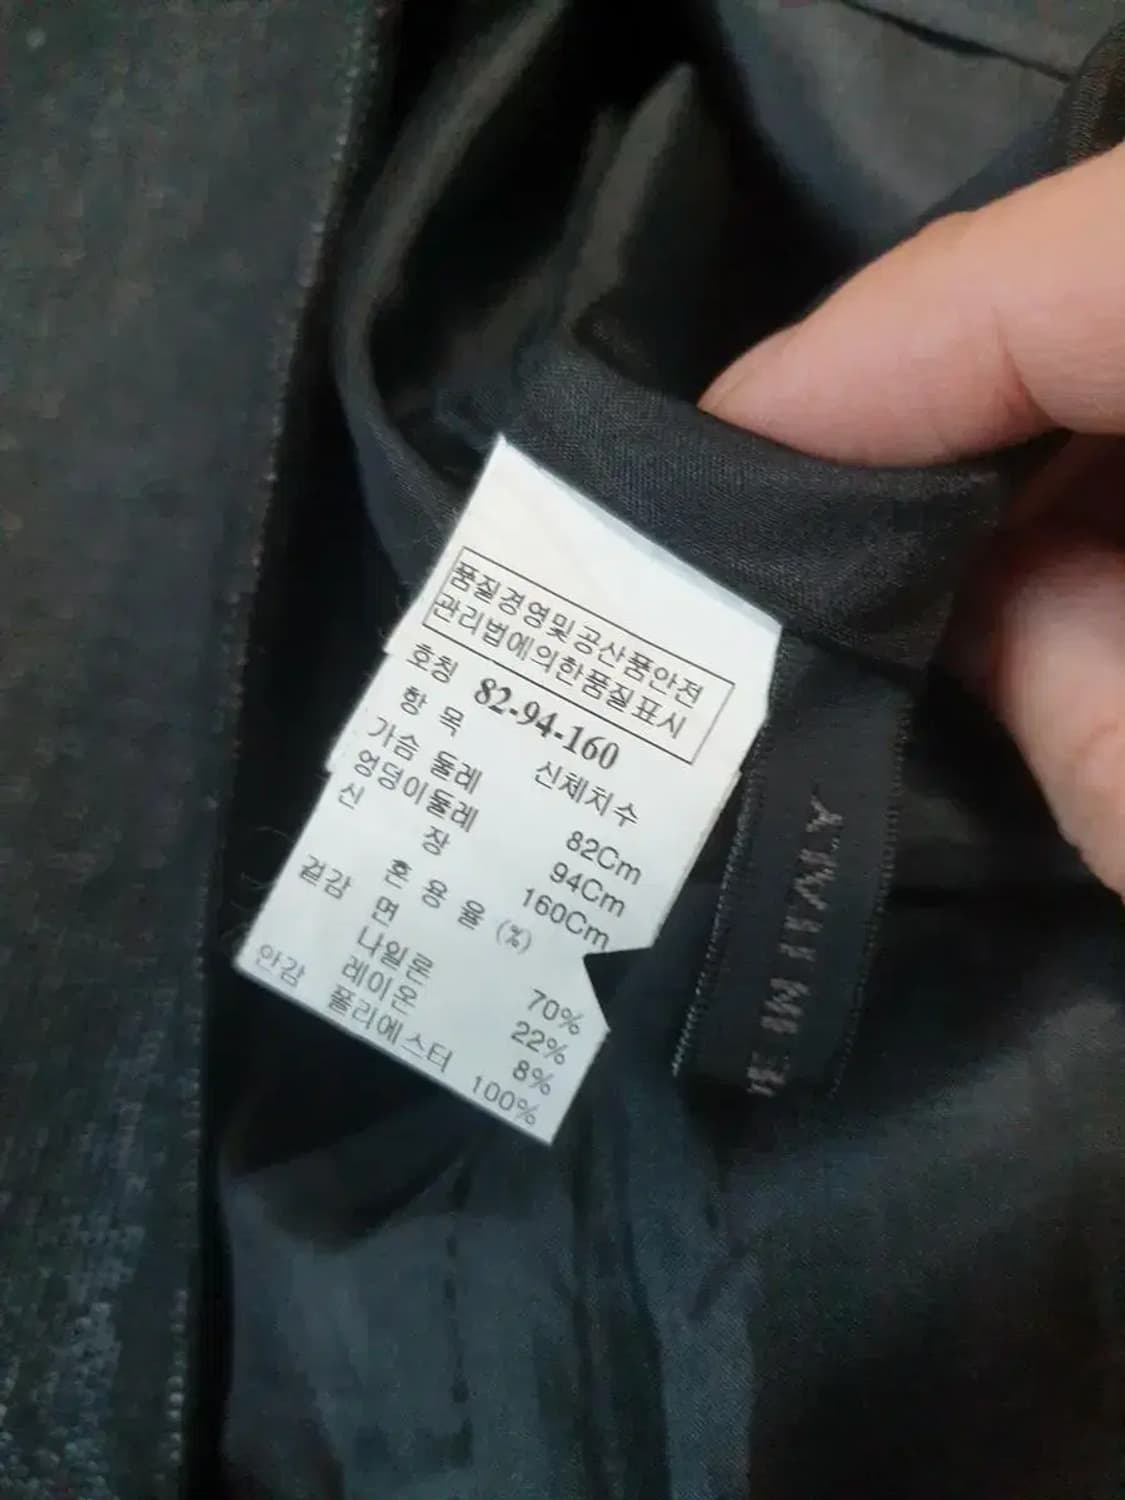 품질경영및공산품안전
관리법에의한품질표시
호칭 82-94-160
항 목 신체치수
가슴 둘레 82Cm
엉덩이둘레 94Cm
신 장 160Cm
혼 용 율 (%)
겉감 면 70%
나일론 22%
레이온 8%
안감 폴리에스터 100%
E IN ITALY